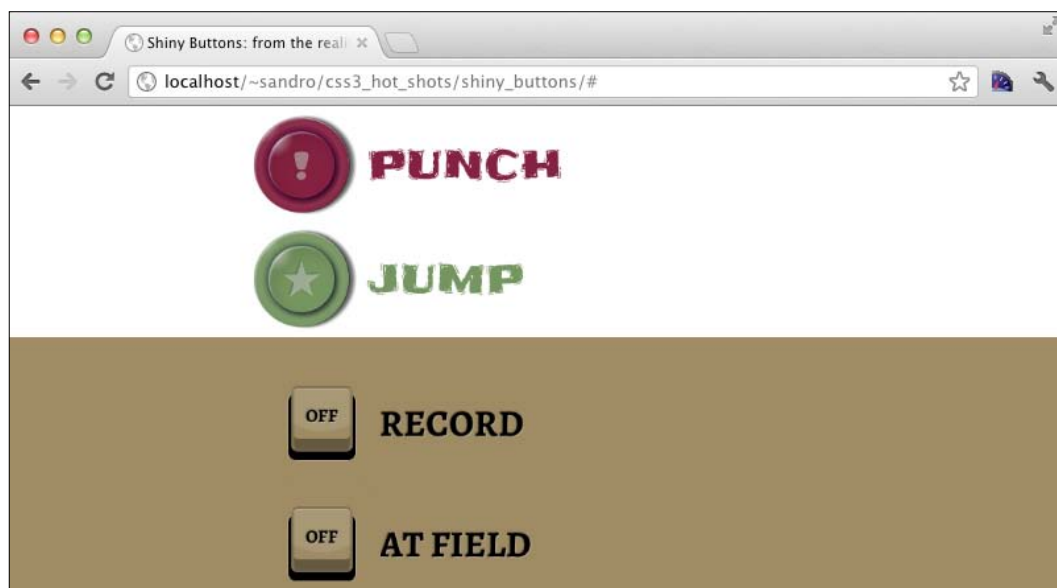 Shiny Buttons: from the reali
localhost/~sandro/css3_hot_shots/shiny_buttons/#
! PUNCH
JUMP
OFF RECORD
OFF AT FIELD